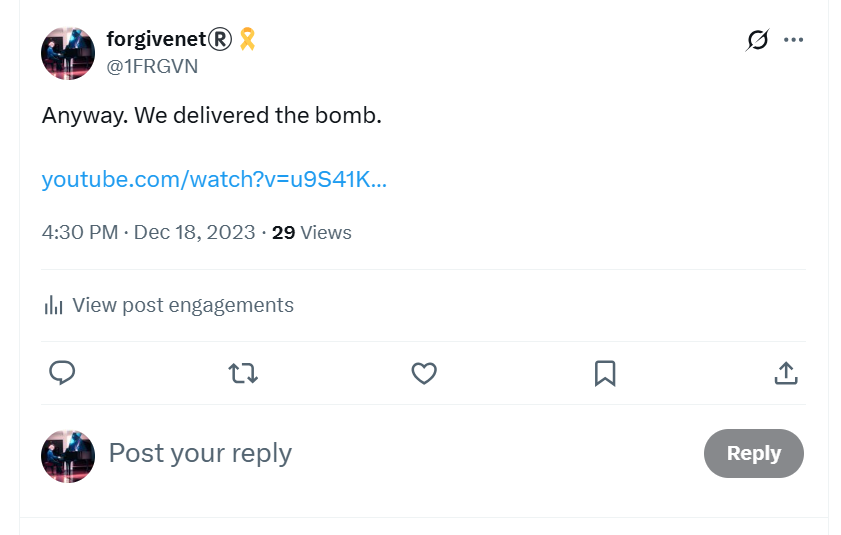 forgivenet®🎗
@1FRGVN
Anyway. We delivered the bomb.
youtube.com/watch?v=u9S41K...
4:30 PM · Dec 18, 2023 · 29 Views
View post engagements
Post your reply
Reply